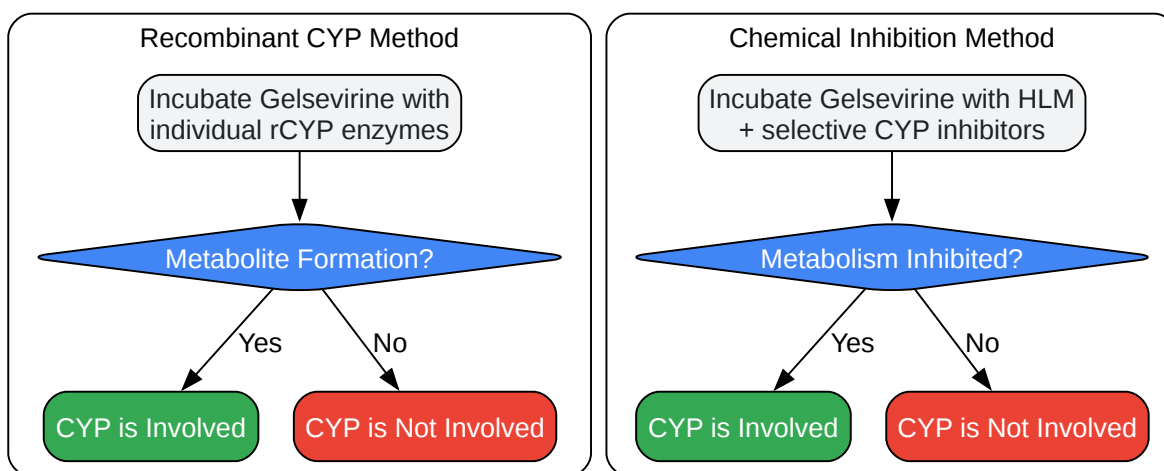 Recombinant CYP Method
Incubate Gelsevirine with
individual rCYP enzymes
Metabolite Formation?
Yes
No
CYP is Involved
CYP is Not Involved
Chemical Inhibition Method
Incubate Gelsevirine with HLM
+ selective CYP inhibitors
Metabolism Inhibited?
Yes
No
CYP is Involved
CYP is Not Involved